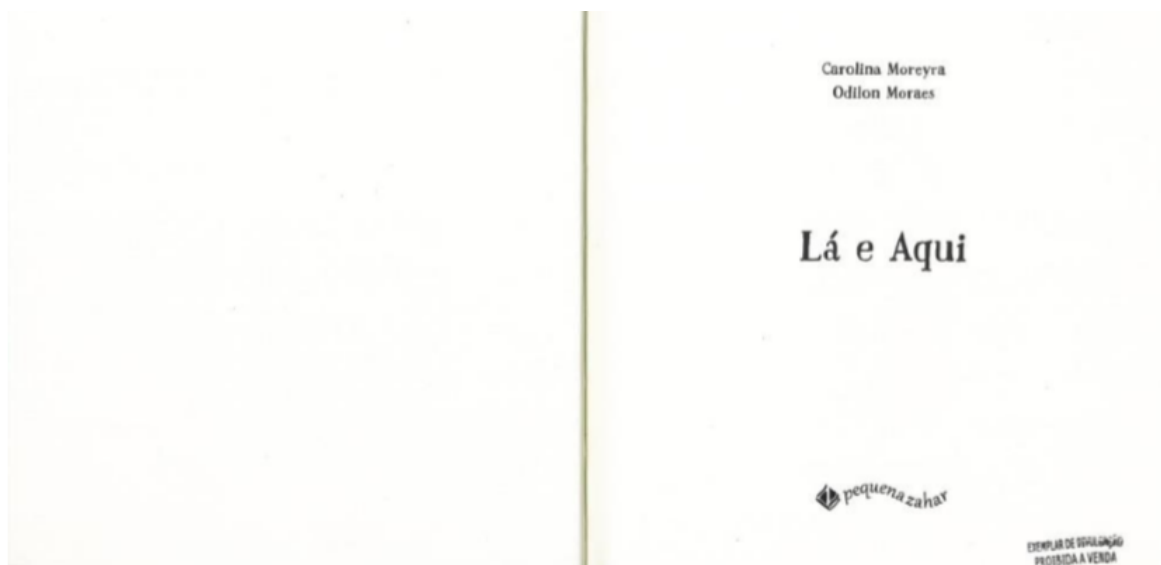 Carolina Moreyra
Odilon Moraes
Lá e Aqui
pequena zahar
EXEMPLAR DE DIVULGAÇÃO
PROIBIDA A VENDA